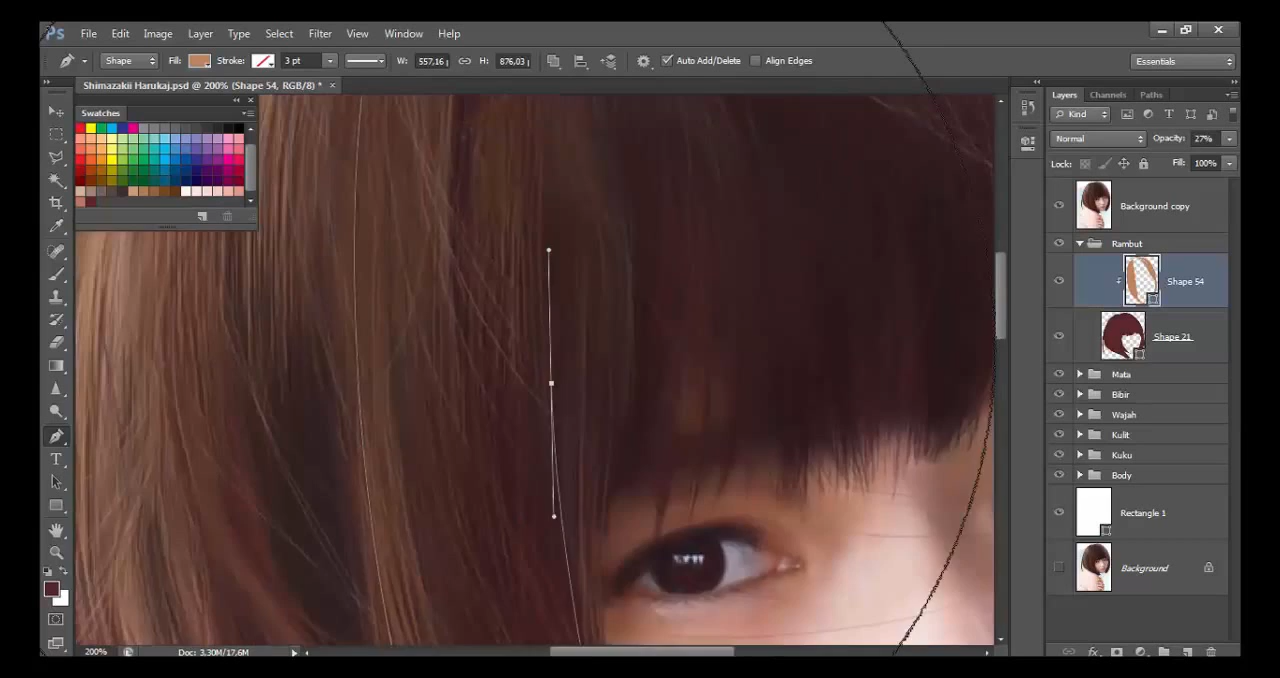 Ps File Edit Image Layer Type Select Filter View Window Help
Shape Fill: Stroke: 3 pt W: 557,16 H: 876,03 Auto Add/Delete Align Edges Essentials
Shimazakii Harukaj.psd @ 200% (Shape 54, RGB/8) * ×
Swatches
Layers Channels Paths
Kind
Normal Opacity: 27%
Lock: Fill: 100%
Background copy
Rambut
Shape 54
Shape 21
Mata
Bibir
Wajah
Kulit
Kuku
Body
Rectangle 1
Background
T
200% Doc: 3,30M/17,6M
fx